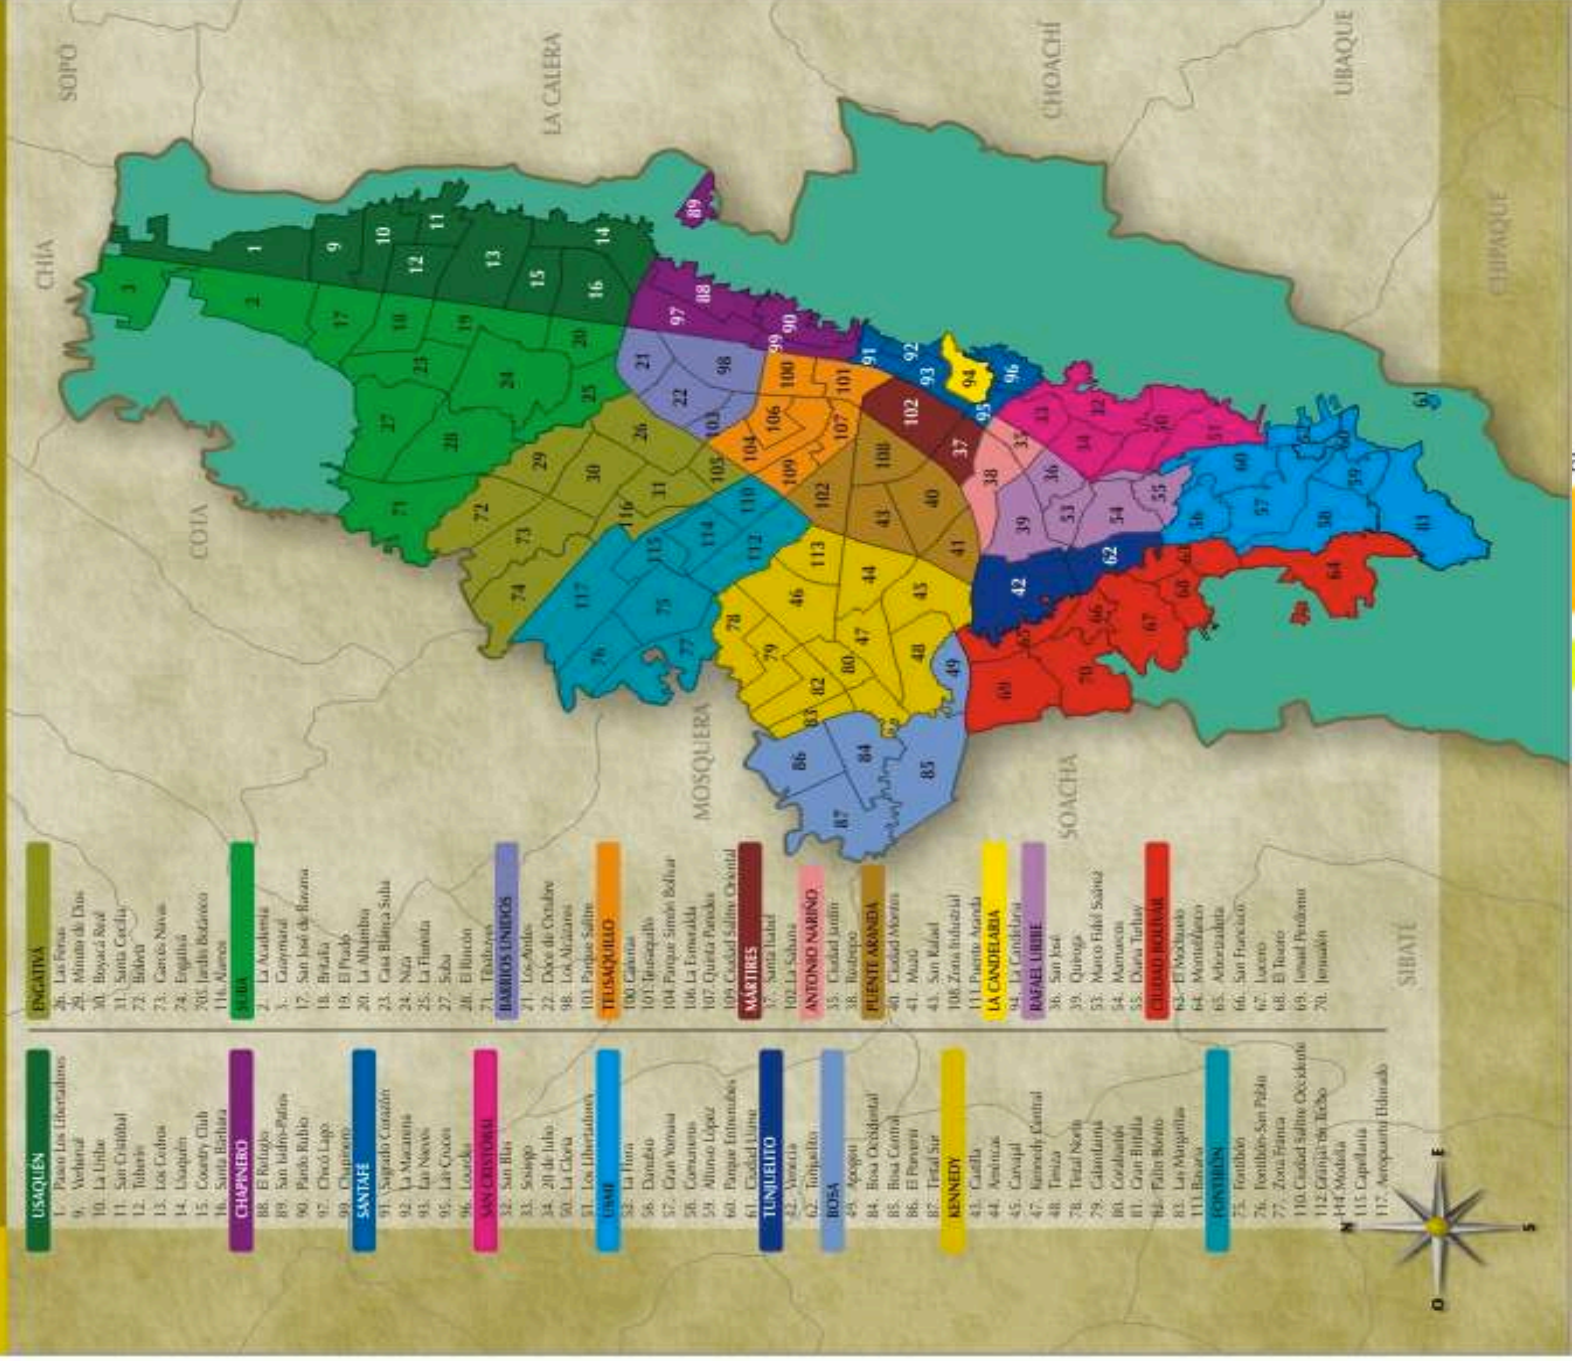 SOPÓ
CHÍA
LA CALERA
COTA
CHOACHÍ
UBAQUE
CHIPAQUE
MOSQUERA
SOACHA
SIBATÉ
USAQUÉN
1. Paseo Los Libertadores
9. Verbenal
10. La Uribe
11. San Cristóbal
12. Toberín
13. Los Cedros
14. Usaquén
15. Country Club
16. Santa Bárbara
CHAPINERO
88. El Refugio
89. San Isidro-Patios
90. Pardo Rubio
97. Chicó Lago
99. Chapinero
SANTAFÉ
91. Sagrado Corazón
92. La Macarena
93. Las Nieves
95. Las Cruces
96. Lourdes
SAN CRISTÓBAL
32. San Blas
33. Sosiego
34. 20 de Julio
50. La Gloria
51. Los Libertadores
USME
52. La Flora
56. Danubio
57. Gran Yomasa
58. Comuneros
59. Alfonso López
60. Parque Entrenubes
61. Ciudad Usme
TUNJUELITO
42. Venecia
62. Tunjuelito
BOSA
49. Apogeo
84. Bosa Occidental
85. Bosa Central
86. El Porvenir
87. Tintal Sur
KENNEDY
43. Castilla
44. Américas
45. Carvajal
47. Kennedy Central
48. Timiza
78. Tintal Norte
79. Calandaima
80. Corabastos
81. Gran Britalia
82. Patio Bonito
83. Las Margaritas
113. Bavaria
FONTIBÓN
75. Fontibón
76. Fontibón San Pablo
77. Zona Franca
110. Ciudad Salitre Occidente
112. Granjas de Techo
114. Modelia
115. Capellanía
117. Aeropuerto Eldorado
ENGATIVÁ
26. Las Ferias
29. Minuto de Dios
30. Boyacá Real
31. Santa Cecilia
72. Bolivia
73. Garcés Navas
74. Engativá
705. Jardín Botánico
116. Álamos
SUBA
2. La Academia
3. Guaymaral
17. San José de Bavaria
18. Britalia
19. El Prado
20. La Alhambra
23. Casa Blanca Suba
24. Niza
25. La Floresta
27. Suba
28. El Rincón
71. Tibabuyes
BARRIOS UNIDOS
21. Los Andes
22. Doce de Octubre
98. Los Alcázares
103. Parque Salitre
TEUSAQUILLO
100. Galerías
101. Teusaquillo
104. Parque Simón Bolívar
106. La Esmeralda
107. Quinta Paredes
109. Ciudad Salitre Oriental
MÁRTIRES
37. Santa Isabel
102. La Sabana
ANTONIO NARIÑO
35. Ciudad Jardín
38. Restrepo
PUENTE ARANDA
40. Ciudad Montes
41. Muzú
43. San Rafael
108. Zona Industrial
111. Puente Aranda
LA CANDELARIA
94. La Candelaria
RAFAEL URIBE
36. San José
39. Quiroga
53. Marco Fidel Suárez
54. Marruecos
55. Diana Turbay
CIUDAD BOLÍVAR
63. El Mochuelo
64. Monteblanco
65. Arborizadora
66. San Francisco
67. Lucero
68. El Tesoro
69. Ismael Perdomo
70. Jerusalén
N
E
S
O